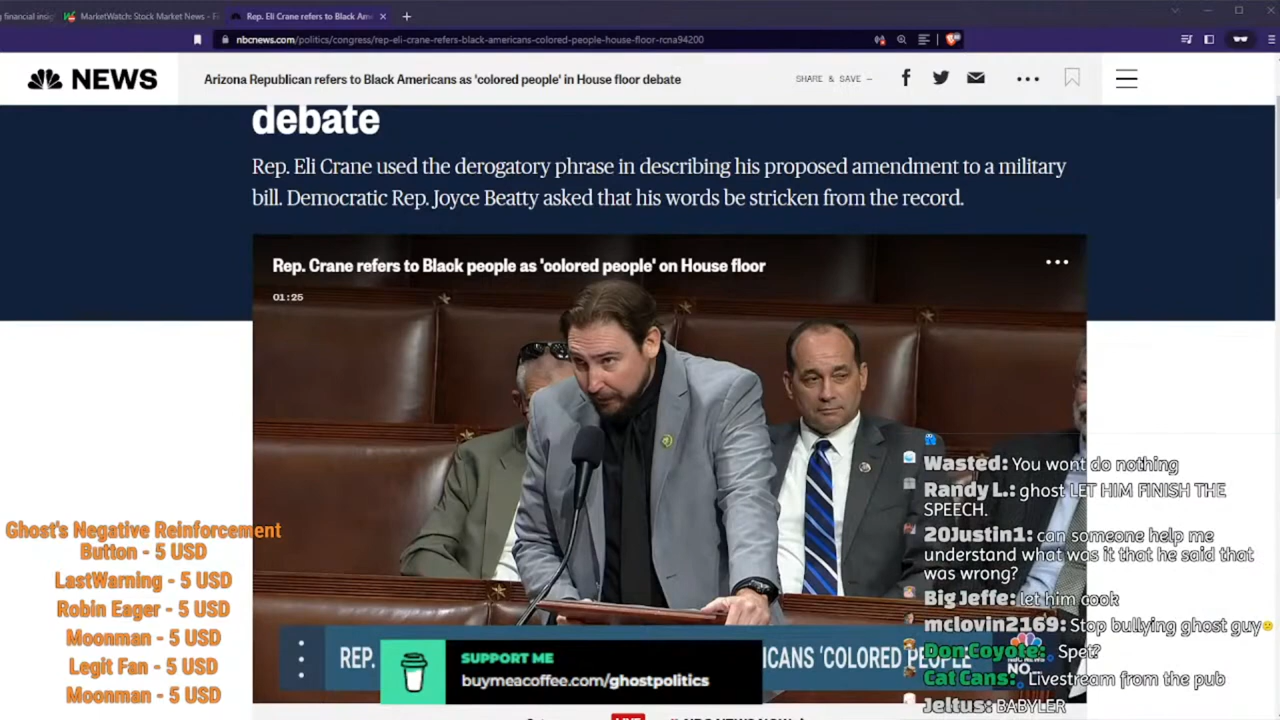 financial insig
MarketWatch: Stock Market News - Fi
Rep. Eli Crane refers to Black Ame
nbcnews.com/politics/congress/rep-eli-crane-refers-black-americans-colored-people-house-floor-rcna94200
NEWS
Arizona Republican refers to Black Americans as 'colored people' in House floor debate
SHARE & SAVE —
debate
Rep. Eli Crane used the derogatory phrase in describing his proposed amendment to a military
bill. Democratic Rep. Joyce Beatty asked that his words be stricken from the record.
Rep. Crane refers to Black people as 'colored people' on House floor
01:25
Wasted: You wont do nothing
Randy L.: ghost LET HIM FINISH THE
SPEECH.
20Justin1: can someone help me
understand what was it that he said that
was wrong?
Big Jeffe: let him cook
mclovin2169: Stop bullying ghost guy
Don Coyote: Spet?
Cat Cans: Livestream from the pub
Jeltus: BABYLER
Ghost's Negative Reinforcement
Button - 5 USD
LastWarning - 5 USD
Robin Eager - 5 USD
Moonman - 5 USD
Legit Fan - 5 USD
Moonman - 5 USD
REP.
ICANS 'COLORED PEOPLE'
SUPPORT ME
buymeacoffee.com/ghostpolitics
LIVE